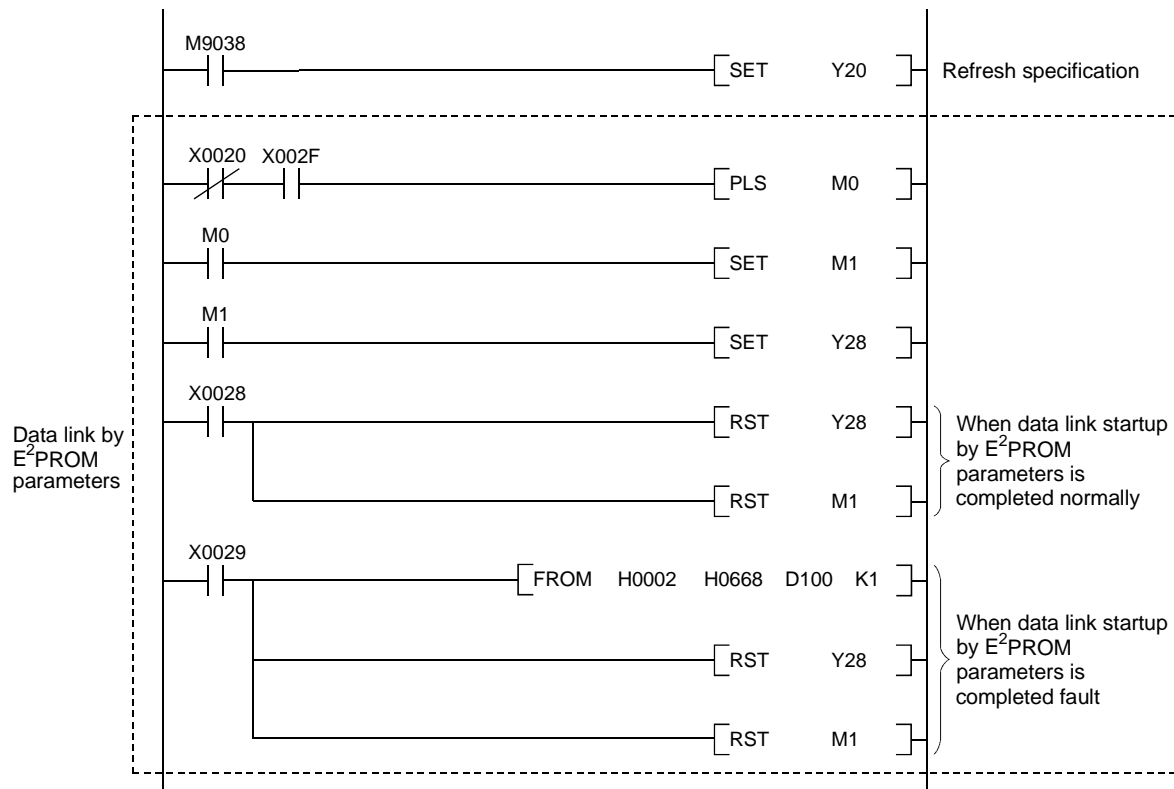 M9038
SET Y20 Refresh specification
X0020 X002F
PLS M0
M0
SET M1
M1
SET Y28
X0028
RST Y28
RST M1
When data link startup
by E²PROM
parameters is
completed normally
Data link by
E²PROM
parameters
X0029
FROM H0002 H0668 D100 K1
RST Y28
RST M1
When data link startup
by E²PROM
parameters is
completed fault